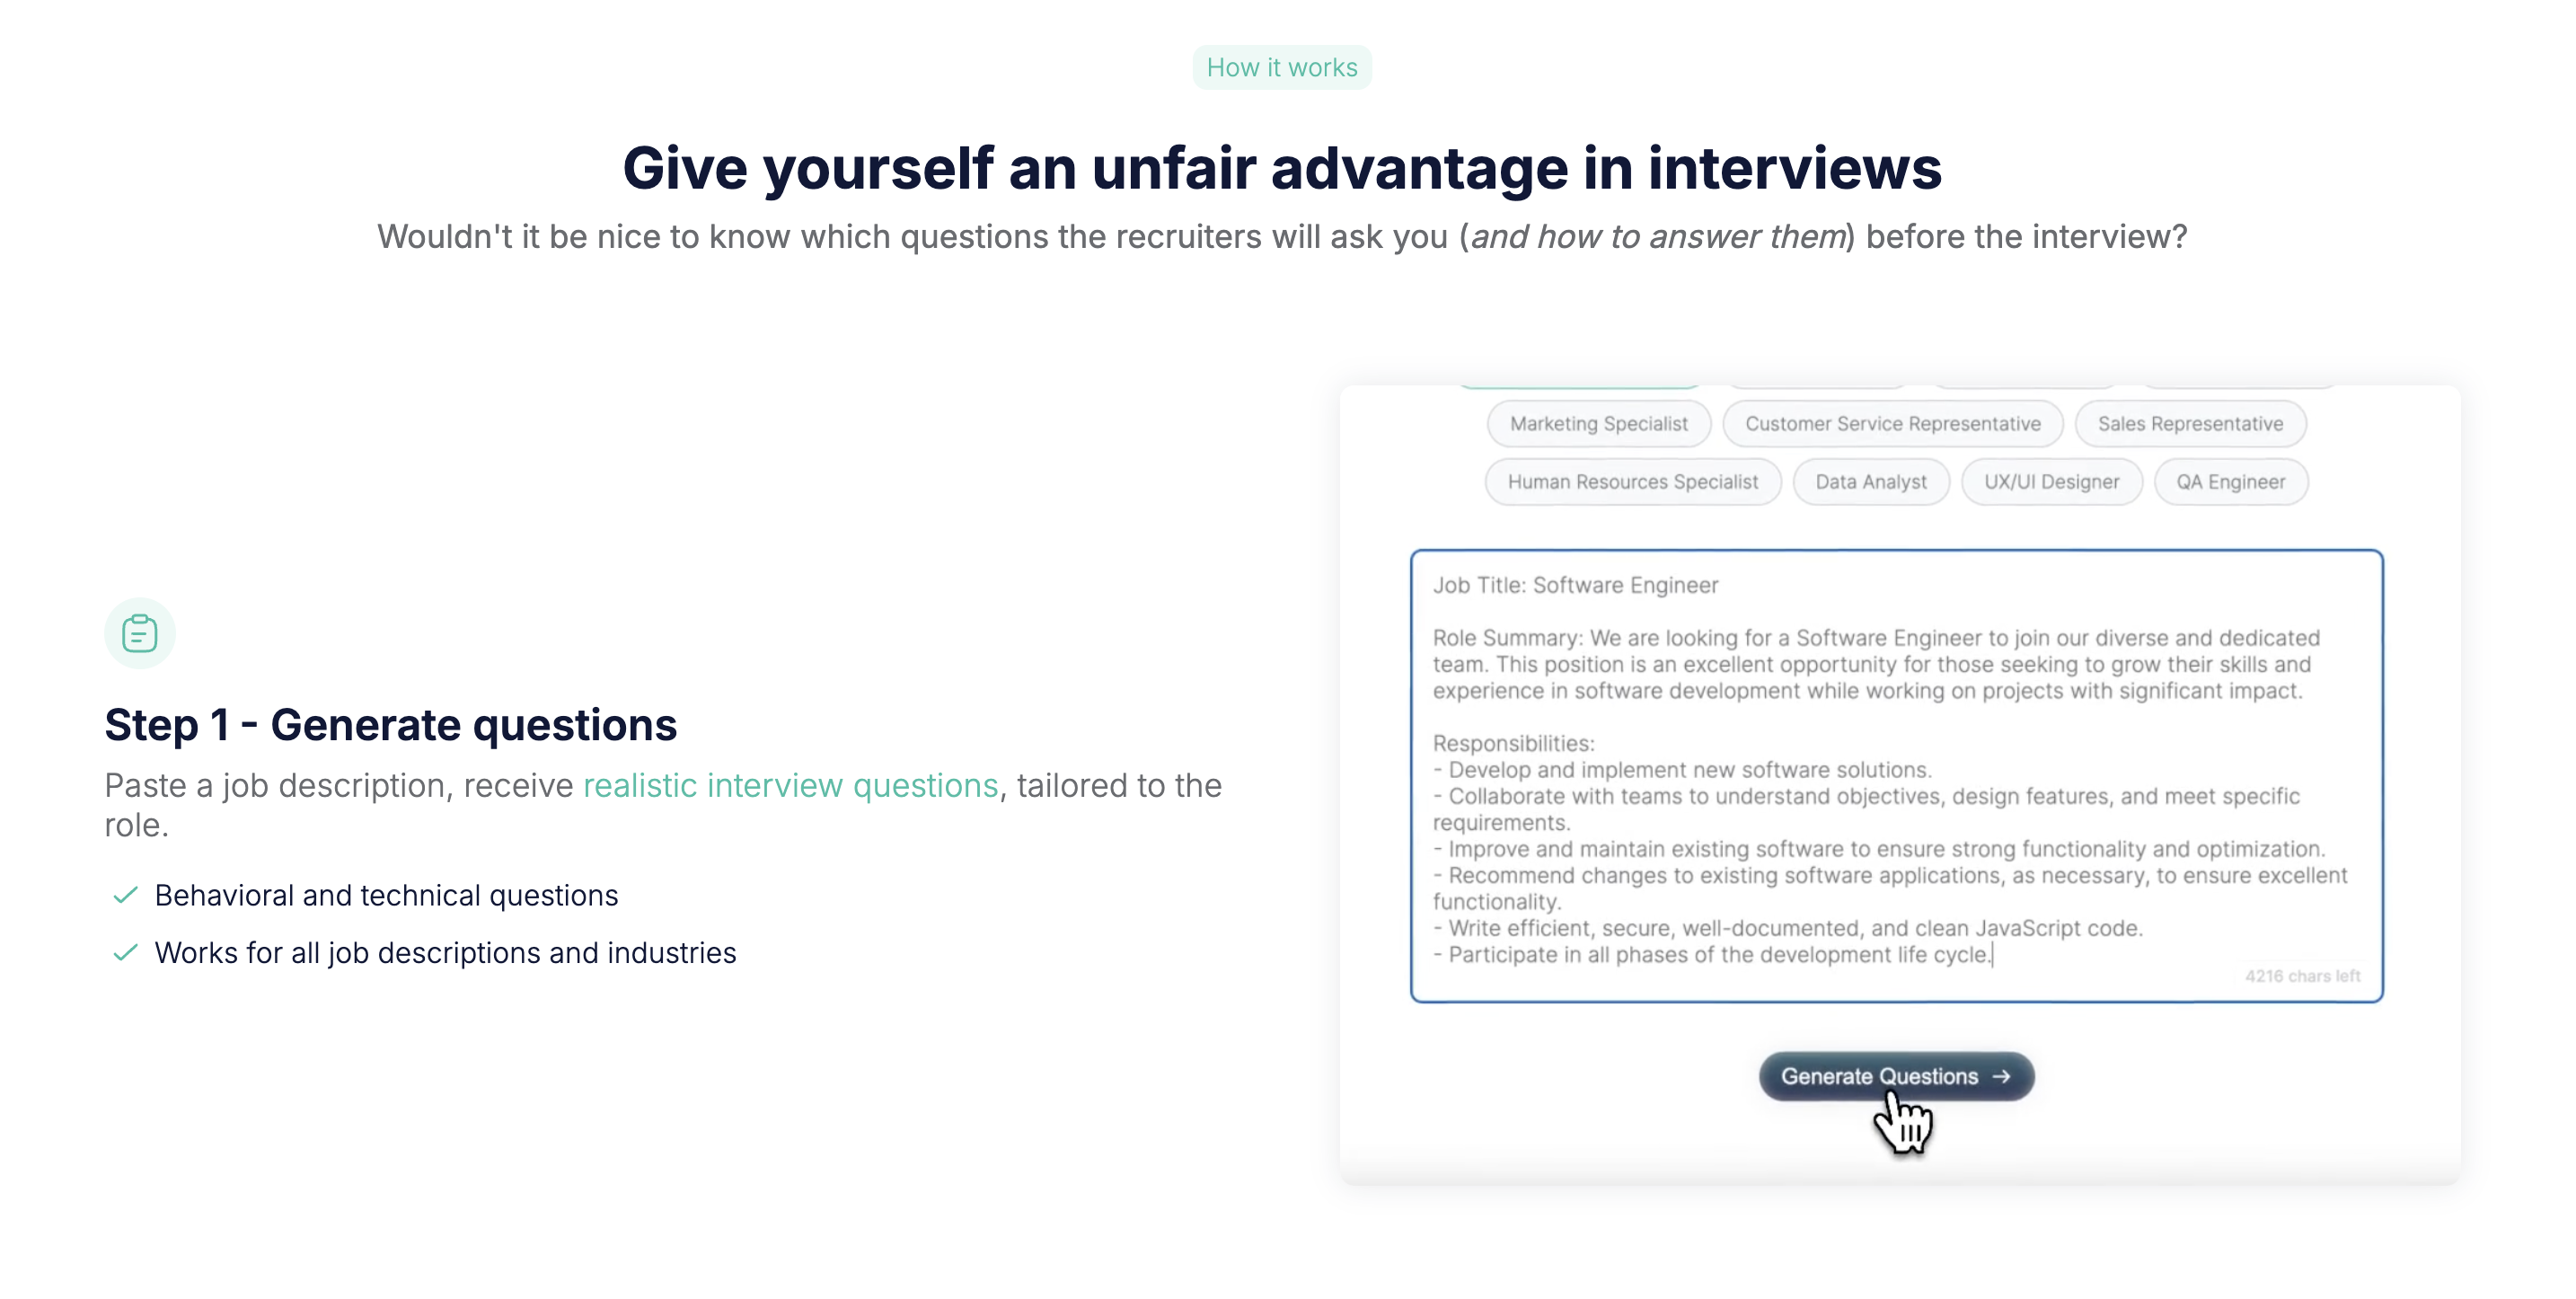 How it works
Give yourself an unfair advantage in interviews
Wouldn't it be nice to know which questions the recruiters will ask you (and how to answer them) before the interview?
Step 1 - Generate questions
Paste a job description, receive realistic interview questions, tailored to the
role.
Behavioral and technical questions
Works for all job descriptions and industries
Marketing Specialist Customer Service Representative Sales Representative
Human Resources Specialist Data Analyst UX/UI Designer QA Engineer
Job Title: Software Engineer
Role Summary: We are looking for a Software Engineer to join our diverse and dedicated
team. This position is an excellent opportunity for those seeking to grow their skills and
experience in software development while working on projects with significant impact.
Responsibilities:
- Develop and implement new software solutions.
- Collaborate with teams to understand objectives, design features, and meet specific
requirements.
- Improve and maintain existing software to ensure strong functionality and optimization.
- Recommend changes to existing software applications, as necessary, to ensure excellent
functionality.
- Write efficient, secure, well-documented, and clean JavaScript code.
- Participate in all phases of the development life cycle.
4216 chars left
Generate Questions →